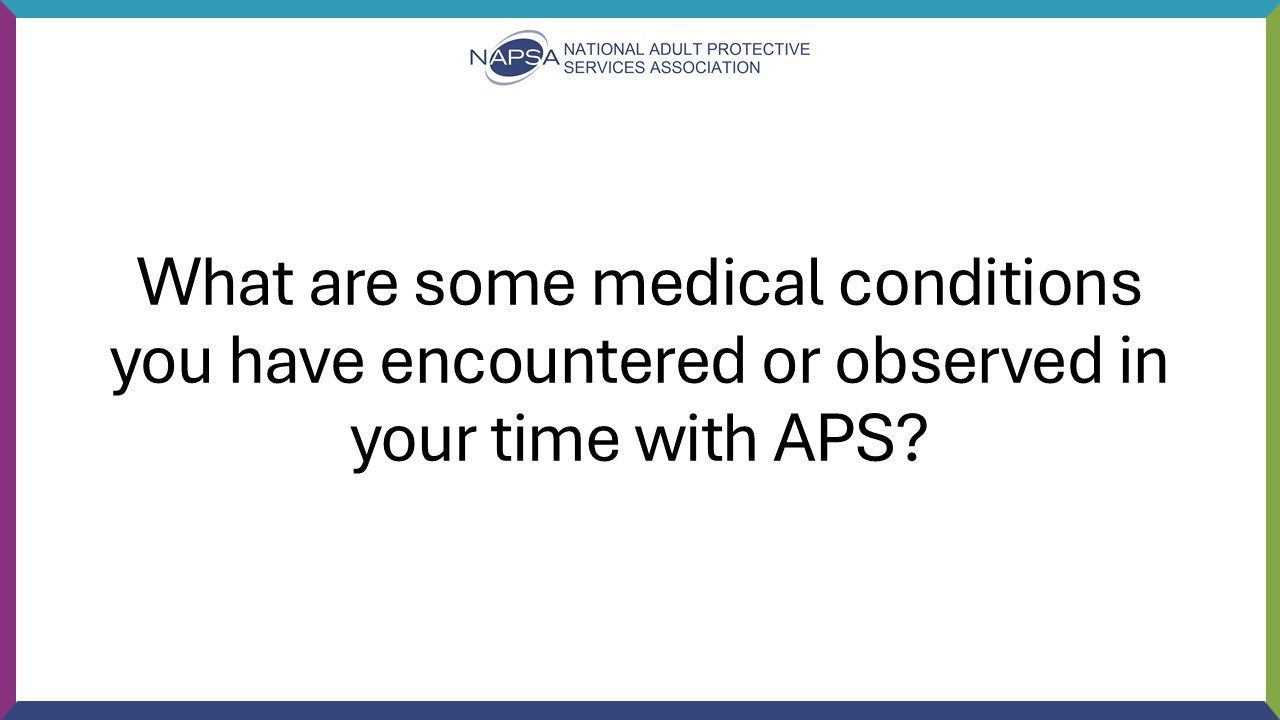 NAPSA NATIONAL ADULT PROTECTIVE
SERVICES ASSOCIATION
What are some medical conditions
you have encountered or observed in
your time with APS?